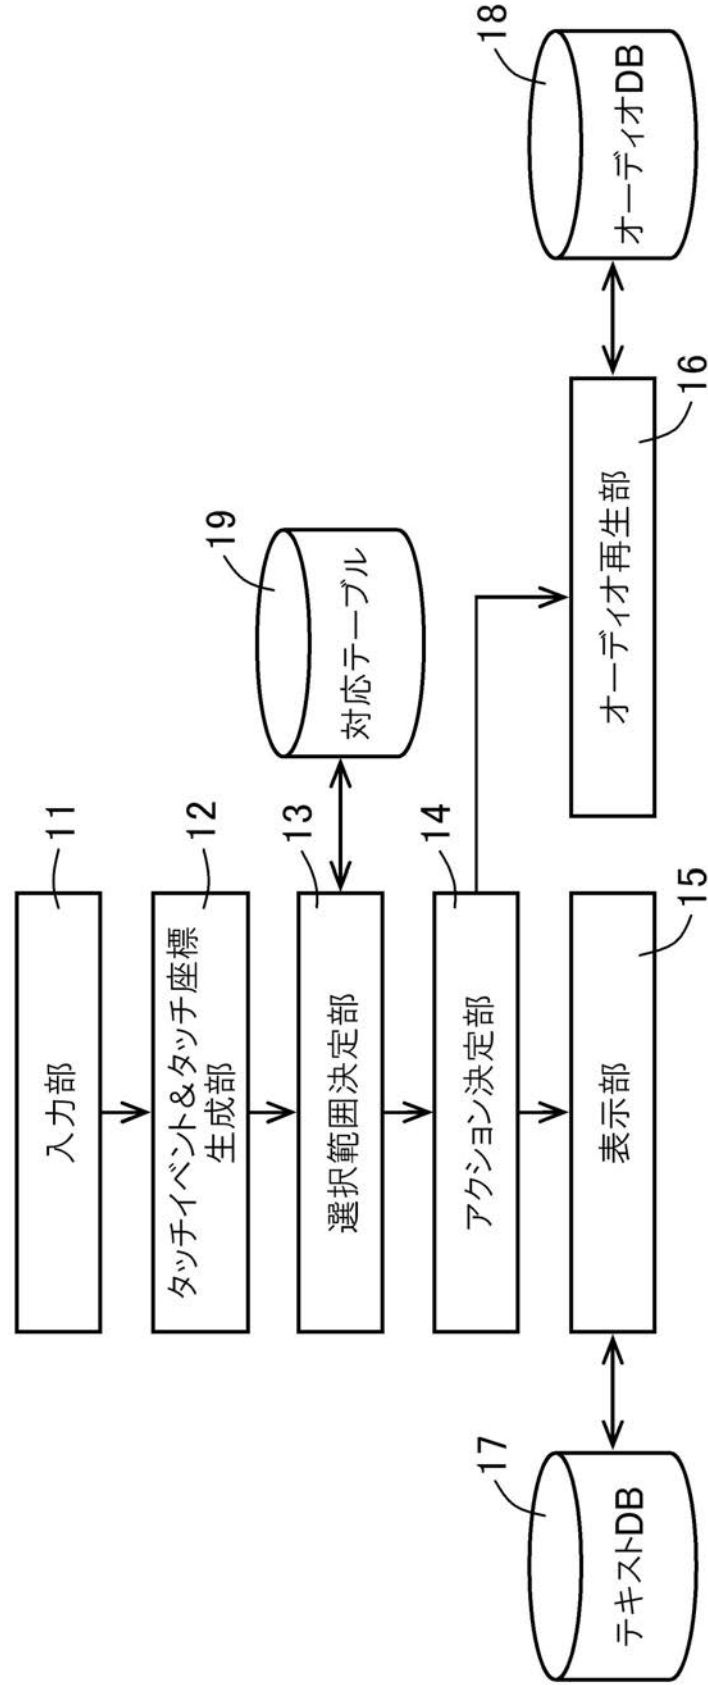 11
入力部
12
タッチイベント&タッチ座標
生成部
13
選択範囲決定部
19
対応テーブル
14
アクション決定部
17
テキストDB
15
表示部
16
オーディオ再生部
18
オーディオDB